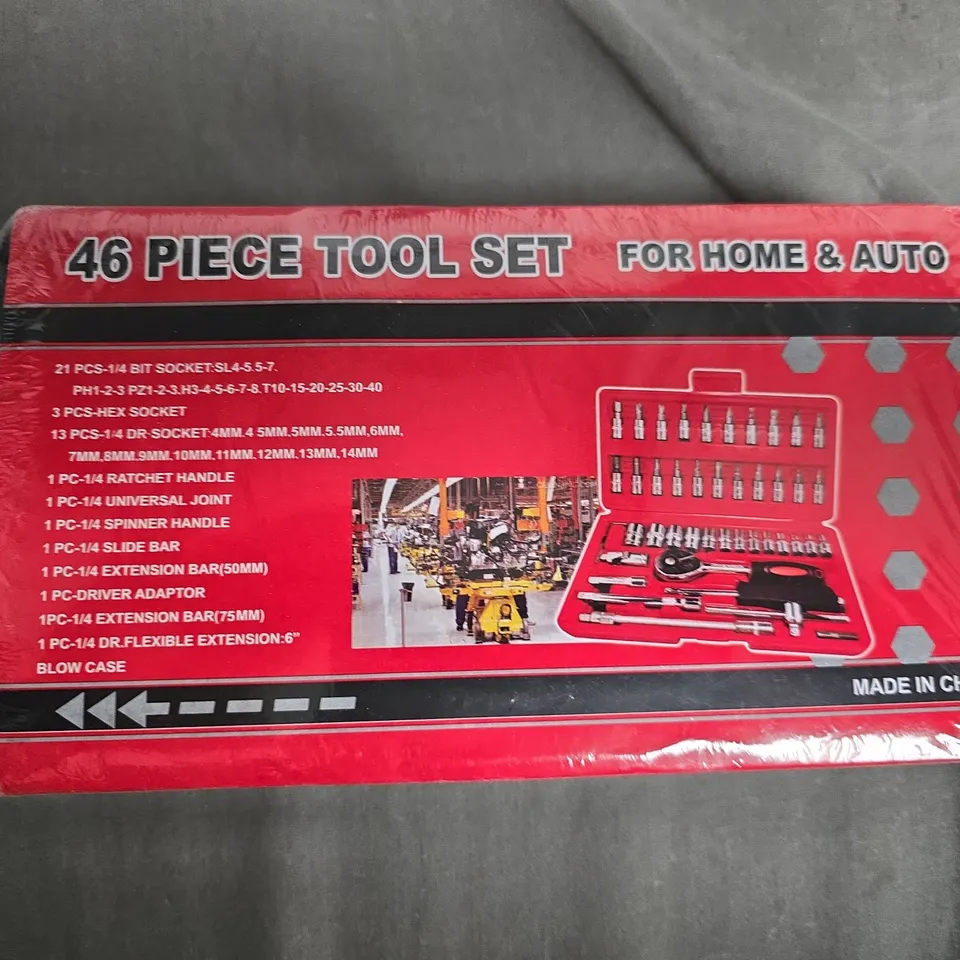 46 PIECE TOOL SET FOR HOME & AUTO
21 PCS-1/4 BIT SOCKET:SL4-5.5-7.
PH1-2-3 PZ1-2-3.H3-4-5-6-7-8.T10-15-20-25-30-40
3 PCS-HEX SOCKET
13 PCS-1/4 DR-SOCKET:4MM.4 5MM.5MM.5.5MM,6MM,
7MM,8MM.9MM.10MM,11MM.12MM.13MM,14MM
1 PC-1/4 RATCHET HANDLE
1 PC-1/4 UNIVERSAL JOINT
1 PC-1/4 SPINNER HANDLE
1 PC-1/4 SLIDE BAR
1 PC-1/4 EXTENSION BAR(50MM)
1 PC-DRIVER ADAPTOR
1PC-1/4 EXTENSION BAR(75MM)
1 PC-1/4 DR.FLEXIBLE EXTENSION:6"
BLOW CASE
MADE IN CH